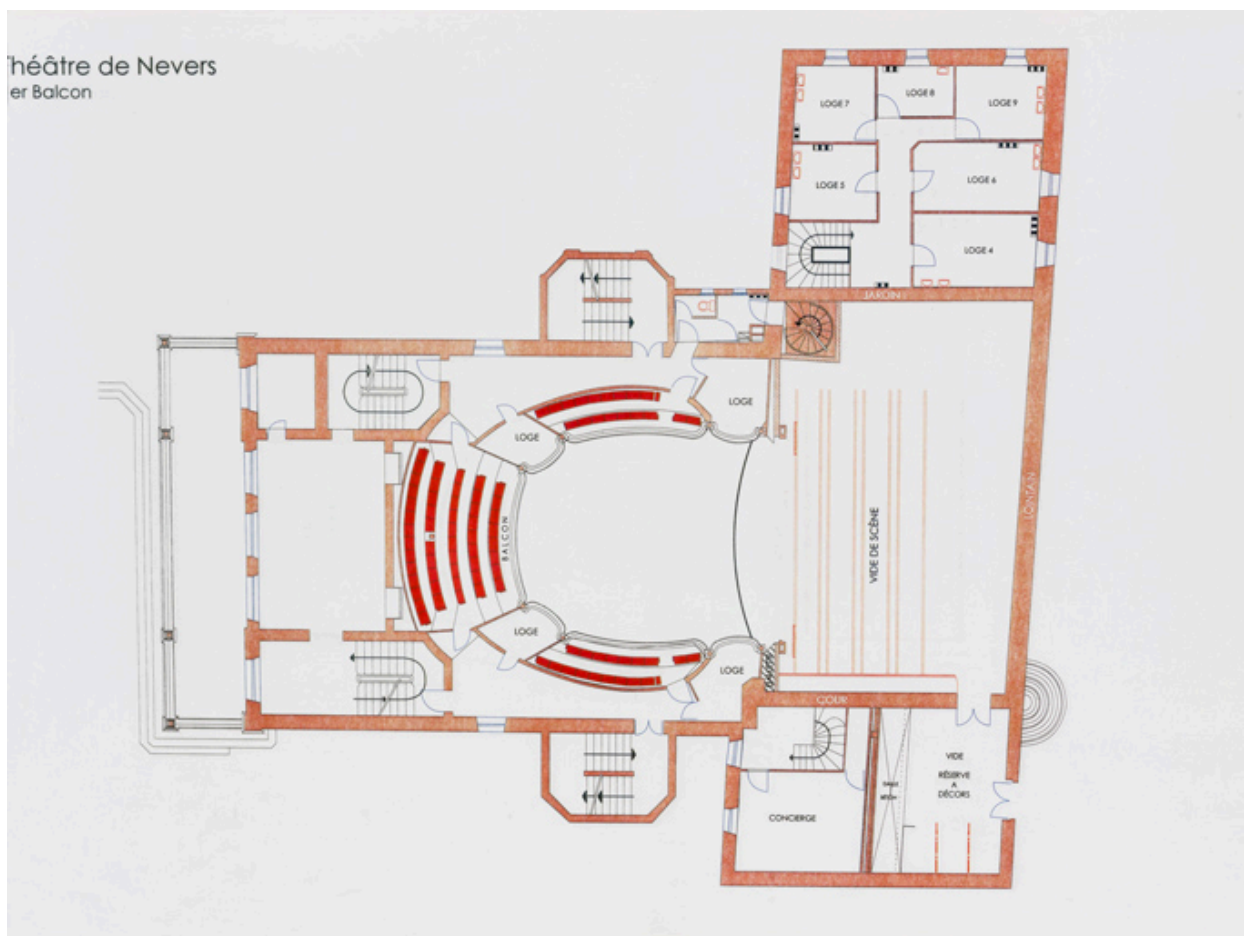 Théâtre de Nevers
er Balcon
LOGE 7
LOGE 8
LOGE 9
LOGE 5
LOGE 6
LOGE 4
JARDIN
LOGE
LOGE
BALCON
VIDE DE SCÈNE
LOINTAIN
LOGE
LOGE
COUR
VIDE
RÉSERVE
A
DÉCORS
CONCIERGE